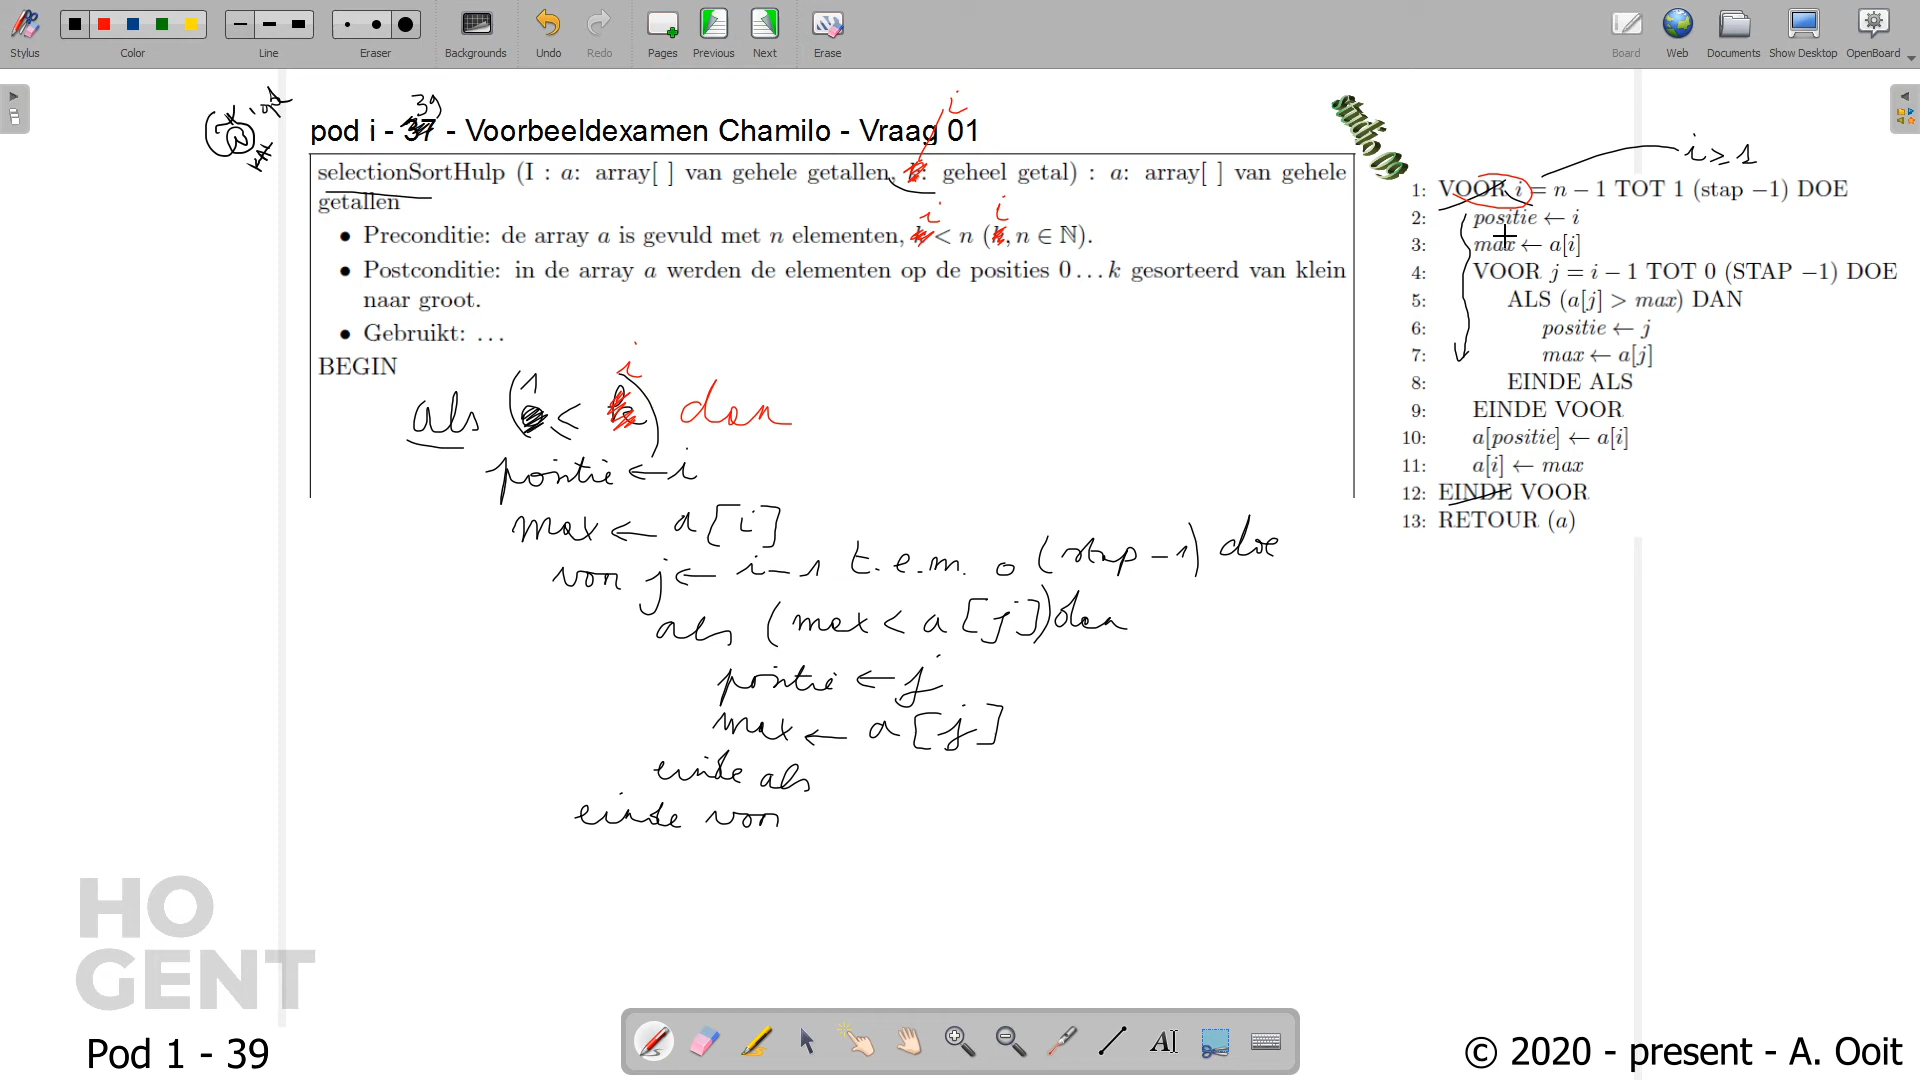 Stylus
Color
Line
Eraser
Backgrounds
Undo
Redo
Pages
Previous
Next
Erase
Board
Web
Documents
Show Desktop
OpenBoard
39
i
pod i - 37 - Voorbeeldexamen Chamilo - Vraag 01
selectionSortHulp (I : a: array[ ] van gehele getallen, k: geheel getal) : a: array[ ] van gehele
getallen
i i
• Preconditie: de array a is gevuld met n elementen, k < n (k, n ∈ ℕ).
• Postconditie: in de array a werden de elementen op de posities 0 . . . k gesorteerd van klein
naar groot.
• Gebruikt: . . .
BEGIN
als (1 ≤ i) dan
positie ← i
max ← a[i]
voor j ← i - 1 t.e.m. 0 (stap - 1) doe
als (max < a[j]) dan
positie ← j
max ← a[j]
einde als
einde voor
i ≥ 1
1: VOOR i = n − 1 TOT 1 (stap −1) DOE
2: positie ← i
3: max ← a[i]
4: VOOR j = i − 1 TOT 0 (STAP −1) DOE
5: ALS (a[j] > max) DAN
6: positie ← j
7: max ← a[j]
8: EINDE ALS
9: EINDE VOOR
10: a[positie] ← a[i]
11: a[i] ← max
12: EINDE VOOR
13: RETOUR (a)
HO
GENT
Pod 1 - 39
© 2020 - present - A. Ooit